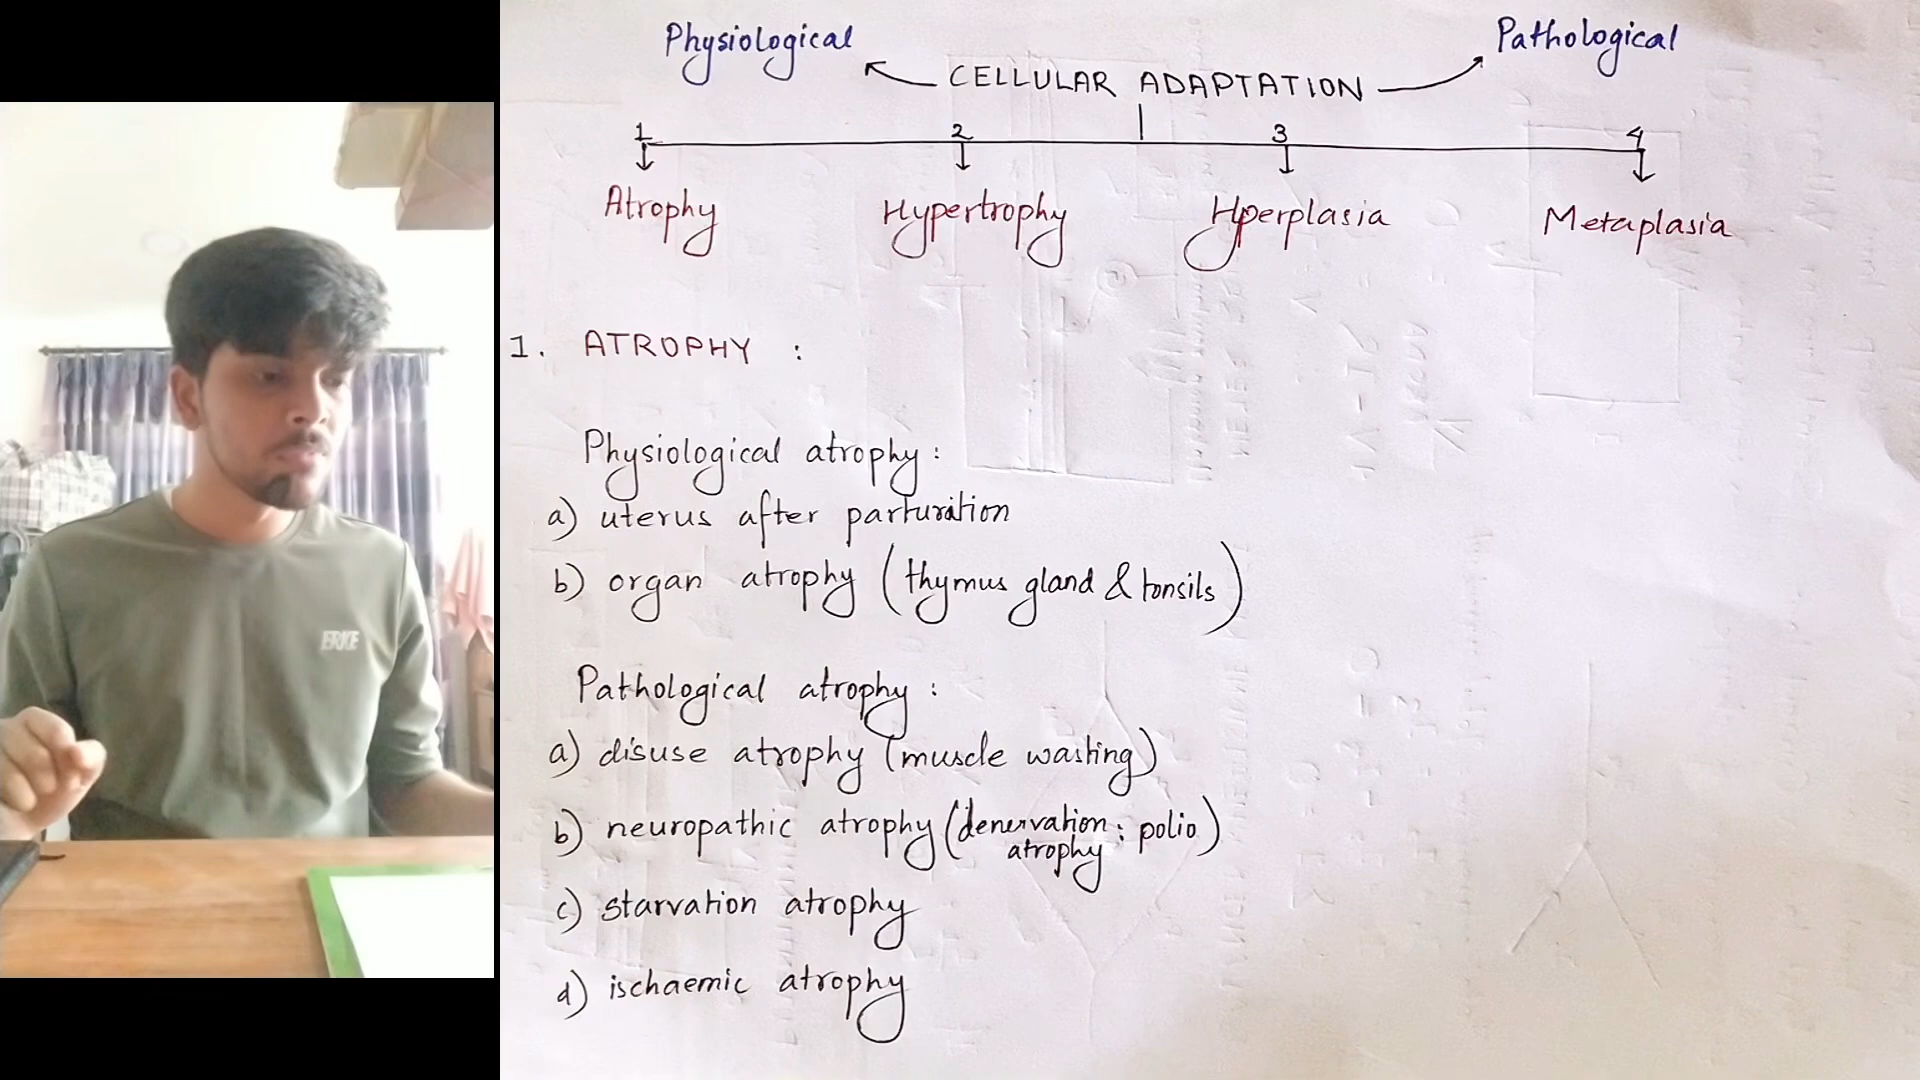 Physiological
Pathological
CELLULAR ADAPTATION
1 2 3 4
Atrophy Hypertrophy Hperplasia Metaplasia
1. ATROPHY :
Physiological atrophy :
a) uterus after parturition
b) organ atrophy (thymus gland & tonsils)
Pathological atrophy :
a) disuse atrophy (muscle wasting)
b) neuropathic atrophy (denervation atrophy : polio)
c) starvation atrophy
d) ischaemic atrophy
ERKE